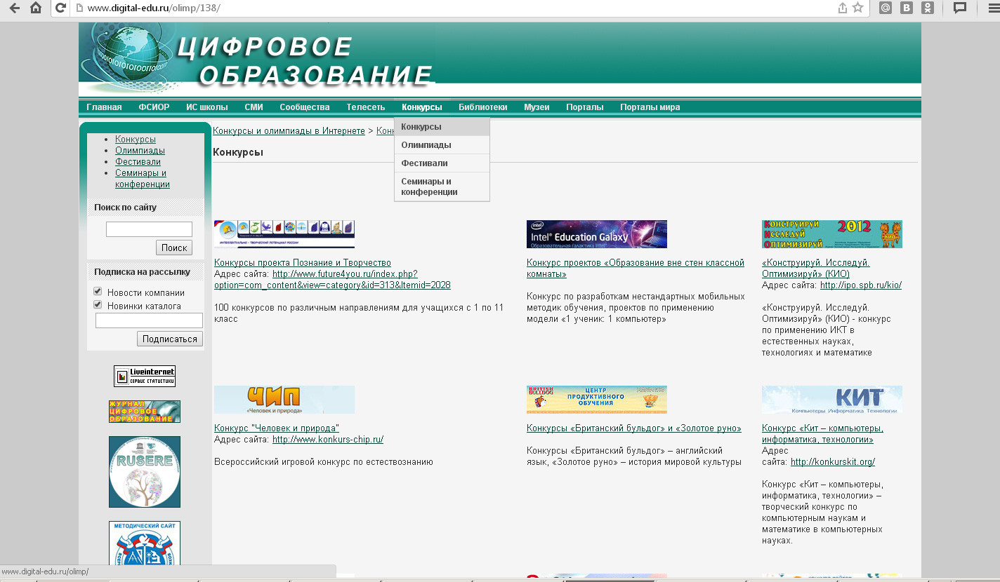 www.digital-edu.ru/olimp/138/
ЦИФРОВОЕ
ОБРАЗОВАНИЕ
Главная ФСИОР ИС школы СМИ Сообщества Телесеть Конкурсы Библиотеки Музеи Порталы Порталы мира
Конкурсы
Олимпиады
Фестивали
Семинары и
конференции
Конкурсы
Олимпиады
Фестивали
Семинары и
конференции
Поиск по сайту
Поиск
Подписка на рассылку
Новости компании
Новинки каталога
Подписаться
LiveInternet
СЕРВИС СТАТИСТИКИ
ЖУРНАЛ
ЦИФРОВОЕ
ОБРАЗОВАНИЕ
RUSERE
МЕТОДИЧЕСКИЙ САЙТ
Конкурсы и олимпиады в Интернете > Кон
Конкурсы
ИНТЕЛЛЕКТУАЛЬНО - ТВОРЧЕСКИЙ ПОТЕНЦИАЛ РОССИИ
Конкурсы проекта Познание и Творчество
Адрес сайта: http://www.future4you.ru/index.php?
option=com_content&view=category&id=313&Itemid=2028
100 конкурсов по различным направлениям для учащихся с 1 по 11
класс
intel
Intel® Education Galaxy
Образовательная галактика Intel®
Конкурс проектов «Образование вне стен классной
комнаты»
Конкурс по разработкам нестандартных мобильных
методик обучения, проектов по применению
модели «1 ученик: 1 компьютер»
Конструируй 2012
Исследуй
Оптимизируй
КИО
«Конструируй. Исследуй.
Оптимизируй» (КИО)
Адрес сайта: http://ipo.spb.ru/kio/
«Конструируй. Исследуй.
Оптимизируй» (КИО) - конкурс
по применению ИКТ в
естественных науках,
технологиях и математике
ЧИП
«Человек и природа»
Конкурс "Человек и природа"
Адрес сайта: http://www.konkurs-chip.ru/
Всероссийский игровой конкурс по естествознанию
BRITISH
BULLDOG
ЦЕНТР
ПРОДУКТИВНОГО
ОБУЧЕНИЯ
Конкурсы «Британский бульдог» и «Золотое руно»
Конкурсы «Британский бульдог» – английский
язык, «Золотое руно» – история мировой культуры
КИТ
Компьютеры Информатика Технологии
Конкурс «Кит – компьютеры,
информатика, технологии»
Адрес
сайта: http://konkurskit.org/
Конкурс «Кит – компьютеры,
информатика, технологии» –
творческий конкурс по
компьютерным наукам и
математике в компьютерных
науках.
www.digital-edu.ru/olimp/